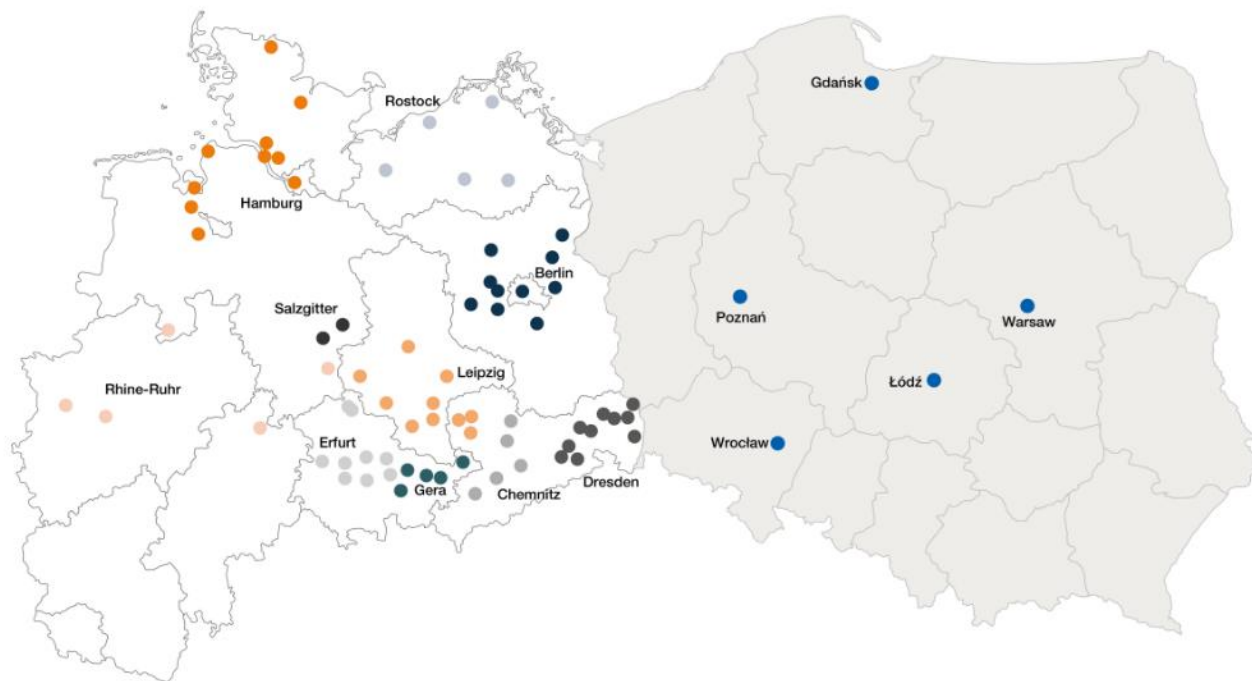 Gdańsk
Rostock
Hamburg
Berlin
Salzgitter
Poznań
Warsaw
Leipzig
Rhine-Ruhr
Łódź
Erfurt
Wrocław
Gera
Chemnitz
Dresden